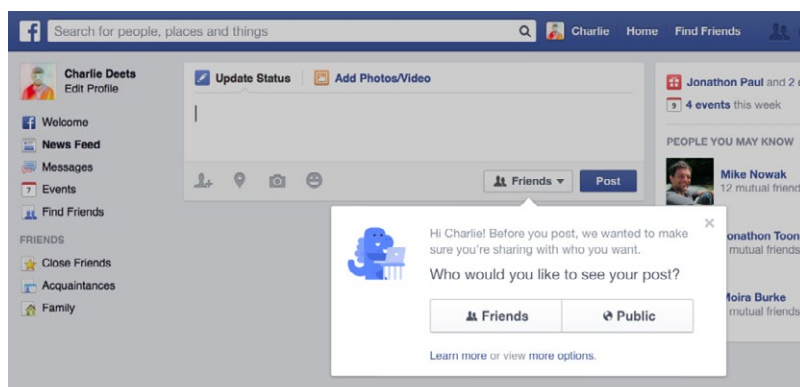 Search for people, places and things
Charlie Home Find Friends
Charlie Deets
Edit Profile
Welcome
News Feed
Messages
Events
Find Friends
FRIENDS
Close Friends
Acquaintances
Family
Update Status Add Photos/Video
Friends Post
Hi Charlie! Before you post, we wanted to make
sure you're sharing with who you want.
Who would you like to see your post?
Friends Public
Learn more or view more options.
Jonathon Paul and 2
9 4 events this week
PEOPLE YOU MAY KNOW
Mike Nowak
12 mutual friend
onathon Toon
mutual friends
Moira Burke
mutual friends